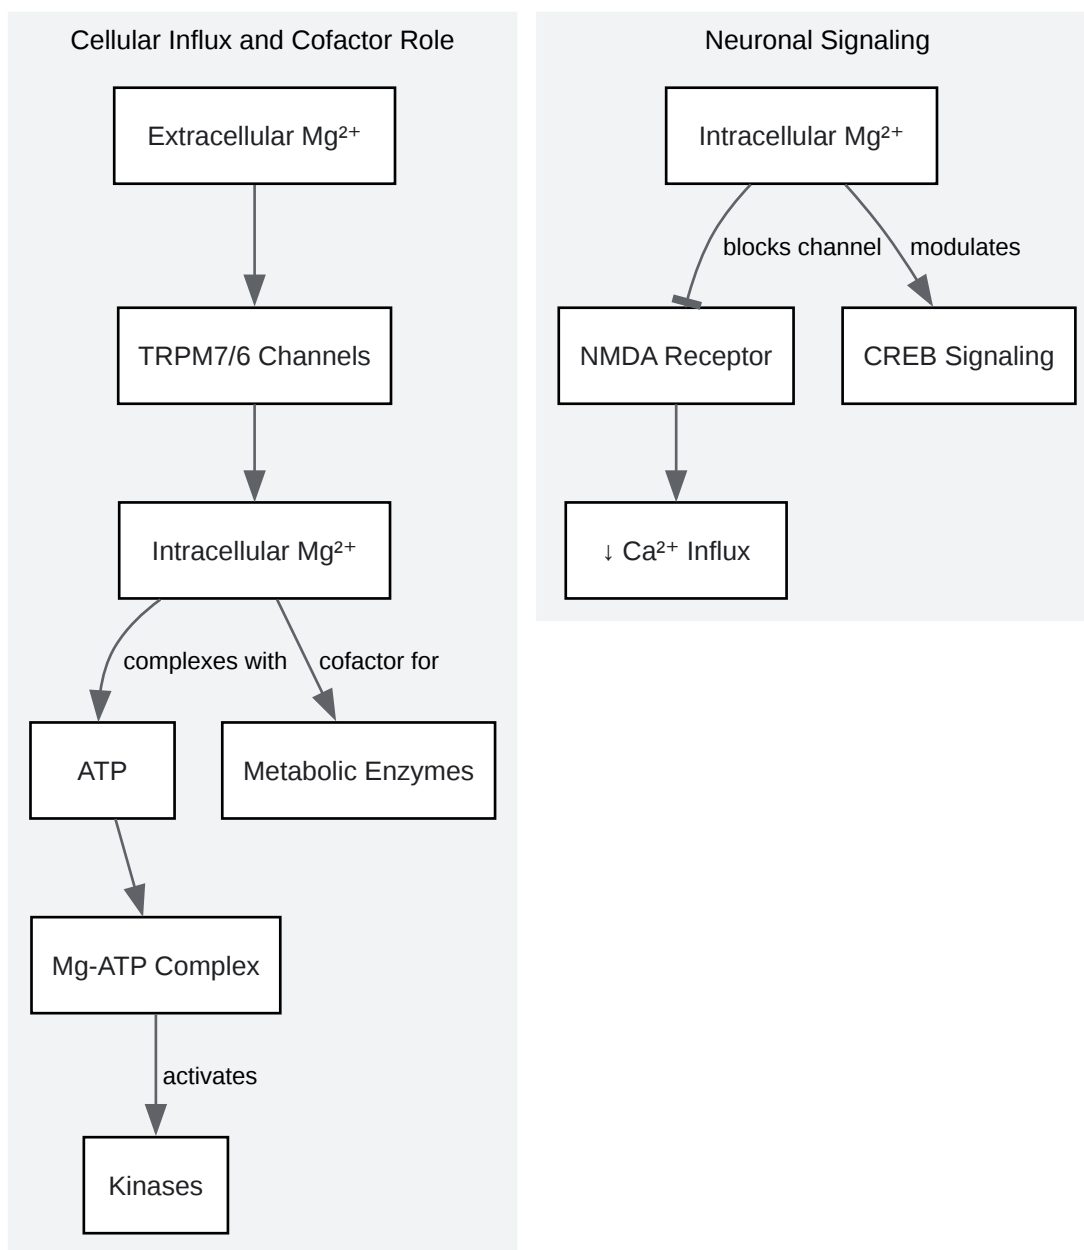 Cellular Influx and Cofactor Role
Extracellular Mg²⁺
TRPM7/6 Channels
Intracellular Mg²⁺
complexes with
cofactor for
ATP
Metabolic Enzymes
Mg-ATP Complex
activates
Kinases
Neuronal Signaling
Intracellular Mg²⁺
blocks channel
modulates
NMDA Receptor
CREB Signaling
↓ Ca²⁺ Influx